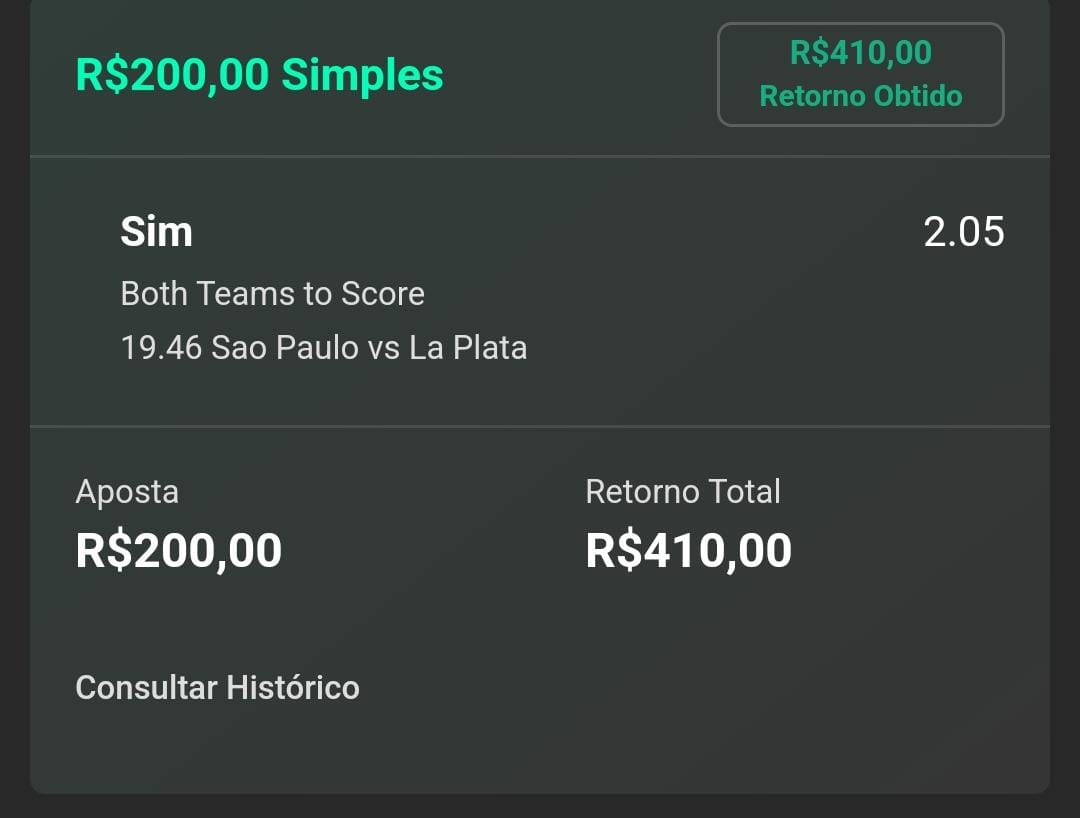 R$200,00 Simples
R$410,00
Retorno Obtido
Sim
2.05
Both Teams to Score
19.46 Sao Paulo vs La Plata
Aposta
Retorno Total
R$200,00
R$410,00
Consultar Histórico